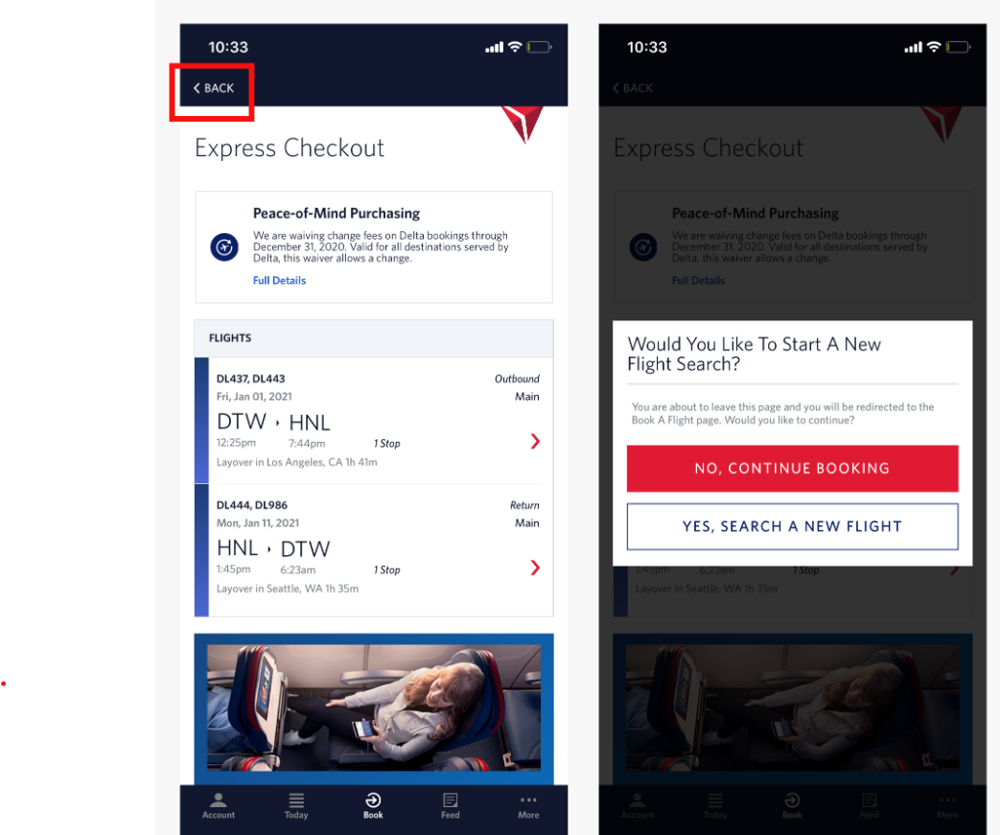 10:33
BACK
Express Checkout
Peace-of-Mind Purchasing
We are waiving change fees on Delta bookings through
December 31, 2020. Valid for all destinations served by
Delta, this waiver allows a change.
Full Details
FLIGHTS
DL437, DL443
Outbound
Fri, Jan 01, 2021
Main
DTW HNL
12:25pm 7:44pm 1 Stop
Layover in Los Angeles, CA 1h 41m
DL444, DL986
Return
Mon, Jan 11, 2021
Main
HNL DTW
1:45pm 6:23am 1 Stop
Layover in Seattle, WA 1h 35m
Account Today Book Feed More
10:33
BACK
Express Checkout
Peace-of-Mind Purchasing
We are waiving change fees on Delta bookings through
December 31, 2020. Valid for all destinations served by
Delta, this waiver allows a change.
Full Details
Would You Like To Start A New
Flight Search?
You are about to leave this page and you will be redirected to the
Book A Flight page. Would you like to continue?
NO, CONTINUE BOOKING
YES, SEARCH A NEW FLIGHT
1:45pm 6:23am 1 Stop
Layover in Seattle, WA 1h 35m
Account Today Book Feed More